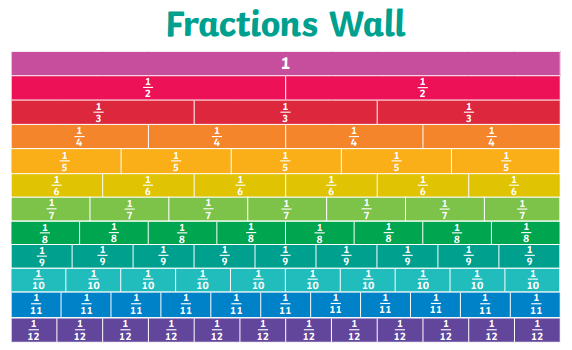 Fractions Wall
1
1/2 1/2
1/3 1/3 1/3
1/4 1/4 1/4 1/4
1/5 1/5 1/5 1/5 1/5
1/6 1/6 1/6 1/6 1/6 1/6
1/7 1/7 1/7 1/7 1/7 1/7 1/7
1/8 1/8 1/8 1/8 1/8 1/8 1/8 1/8
1/9 1/9 1/9 1/9 1/9 1/9 1/9 1/9 1/9
1/10 1/10 1/10 1/10 1/10 1/10 1/10 1/10 1/10 1/10
1/11 1/11 1/11 1/11 1/11 1/11 1/11 1/11 1/11 1/11 1/11
1/12 1/12 1/12 1/12 1/12 1/12 1/12 1/12 1/12 1/12 1/12 1/12